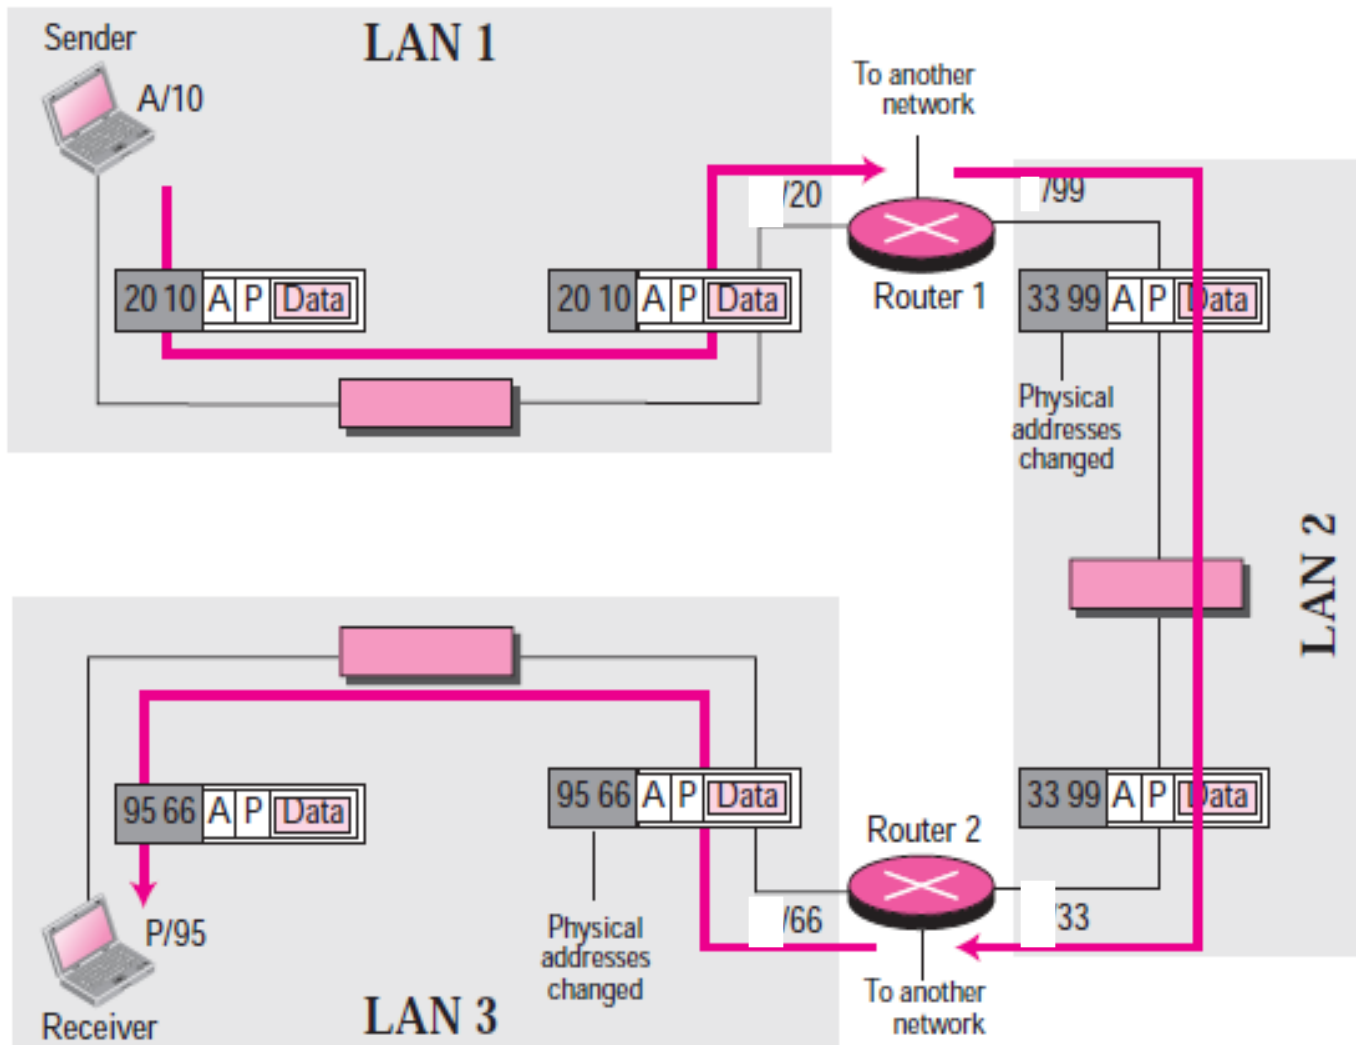 Sender
LAN 1
A/10
To another
network
/20
/99
20 10 A P Data
20 10 A P Data
Router 1
33 99 A P Data
Physical
addresses
changed
LAN 2
95 66 A P Data
95 66 A P Data
33 99 A P Data
Router 2
P/95
Physical
addresses
changed
/66
/33
To another
network
Receiver
LAN 3